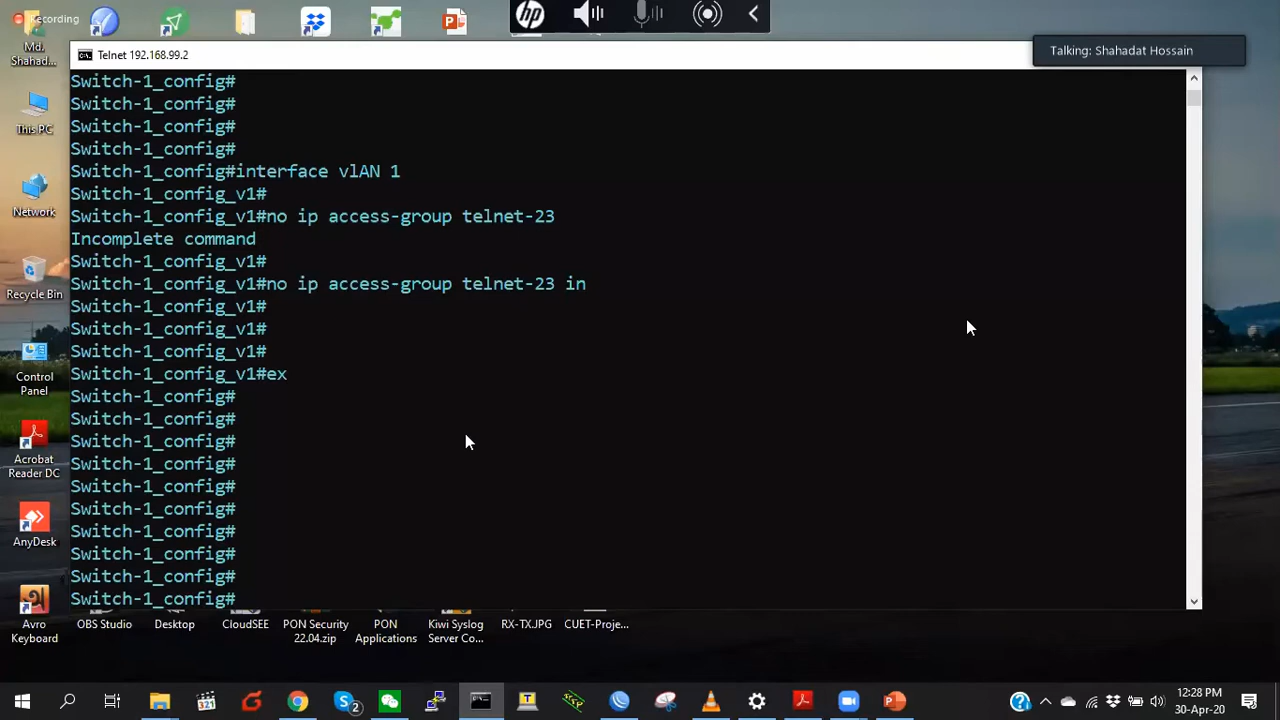 Recording
Md.
Shahad...
Telnet 192.168.99.2
Talking: Shahadat Hossain
Switch-1_config#
Switch-1_config#
Switch-1_config#
Switch-1_config#
Switch-1_config#interface vlAN 1
Switch-1_config_v1#
Switch-1_config_v1#no ip access-group telnet-23
Incomplete command
Switch-1_config_v1#
Switch-1_config_v1#no ip access-group telnet-23 in
Switch-1_config_v1#
Switch-1_config_v1#
Switch-1_config_v1#
Switch-1_config_v1#ex
Switch-1_config#
Switch-1_config#
Switch-1_config#
Switch-1_config#
Switch-1_config#
Switch-1_config#
Switch-1_config#
Switch-1_config#
Switch-1_config#
Switch-1_config#
This PC
Network
Recycle Bin
Control
Panel
Acrobat
Reader DC
AnyDesk
Avro
Keyboard
OBS Studio
Desktop
CloudSEE
PON Security
22.04.zip
PON
Applications
Kiwi Syslog
Server Co...
RX-TX.JPG
CUET-Proje...
12:28 PM
30-Apr-20